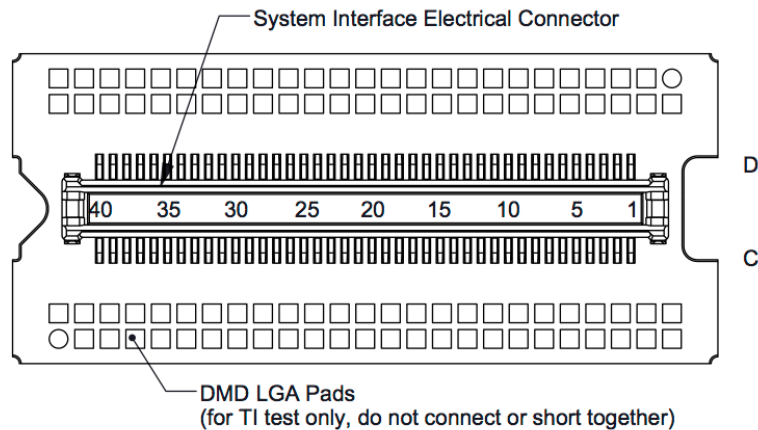 System Interface Electrical Connector
D
40 35 30 25 20 15 10 5 1
C
DMD LGA Pads
(for TI test only, do not connect or short together)